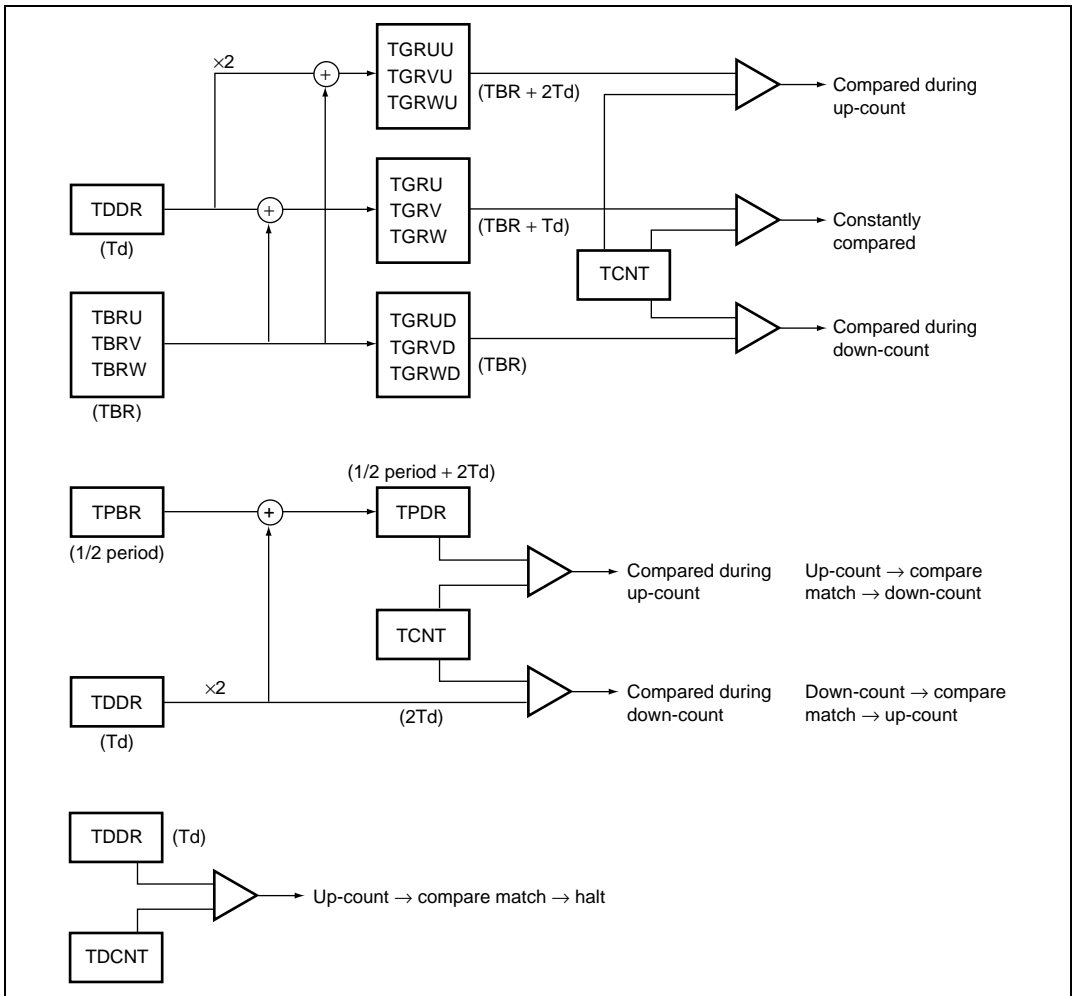 ×2
+
TGRUU
TGRVU
TGRWU
(TBR + 2Td)
Compared during
up-count
TDDR
(Td)
+
TGRU
TGRV
TGRW
(TBR + Td)
TCNT
Constantly
compared
TBRU
TBRV
TBRW
(TBR)
TGRUD
TGRVD
TGRWD
(TBR)
Compared during
down-count
(1/2 period + 2Td)
TPBR
(1/2 period)
+
TPDR
Compared during
up-count
Up-count → compare
match → down-count
TCNT
TDDR
(Td)
×2
(2Td)
Compared during
down-count
Down-count → compare
match → up-count
TDDR
(Td)
Up-count → compare match → halt
TDCNT